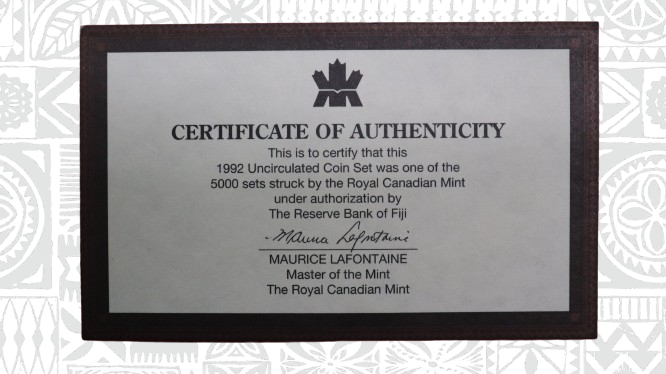 CERTIFICATE OF AUTHENTICITY
This is to certify that this
1992 Uncirculated Coin Set was one of the
5000 sets struck by the Royal Canadian Mint
under authorization by
The Reserve Bank of Fiji
MAURICE LAFONTAINE
Master of the Mint
The Royal Canadian Mint